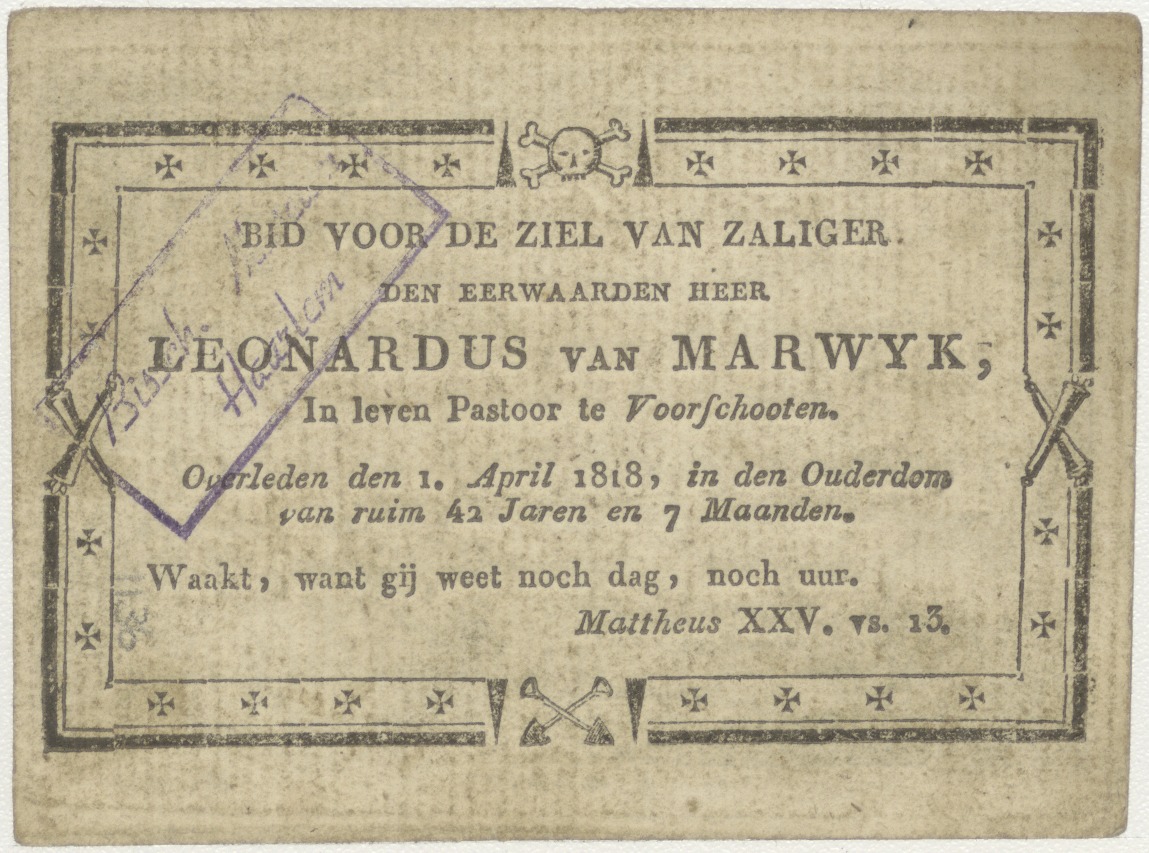 BID VOOR DE ZIEL VAN ZALIGER
DEN EERWAARDEN HEER
LEONARDUS VAN MARWYK,
In leven Pastoor te Voorſchooten.
Overleden den 1. April 1818, in den Ouderdom
van ruim 42 Jaren en 7 Maanden.
Waakt, want gij weet noch dag, noch uur.
Mattheus XXV. vs. 13.
Bissch.
Haarlem